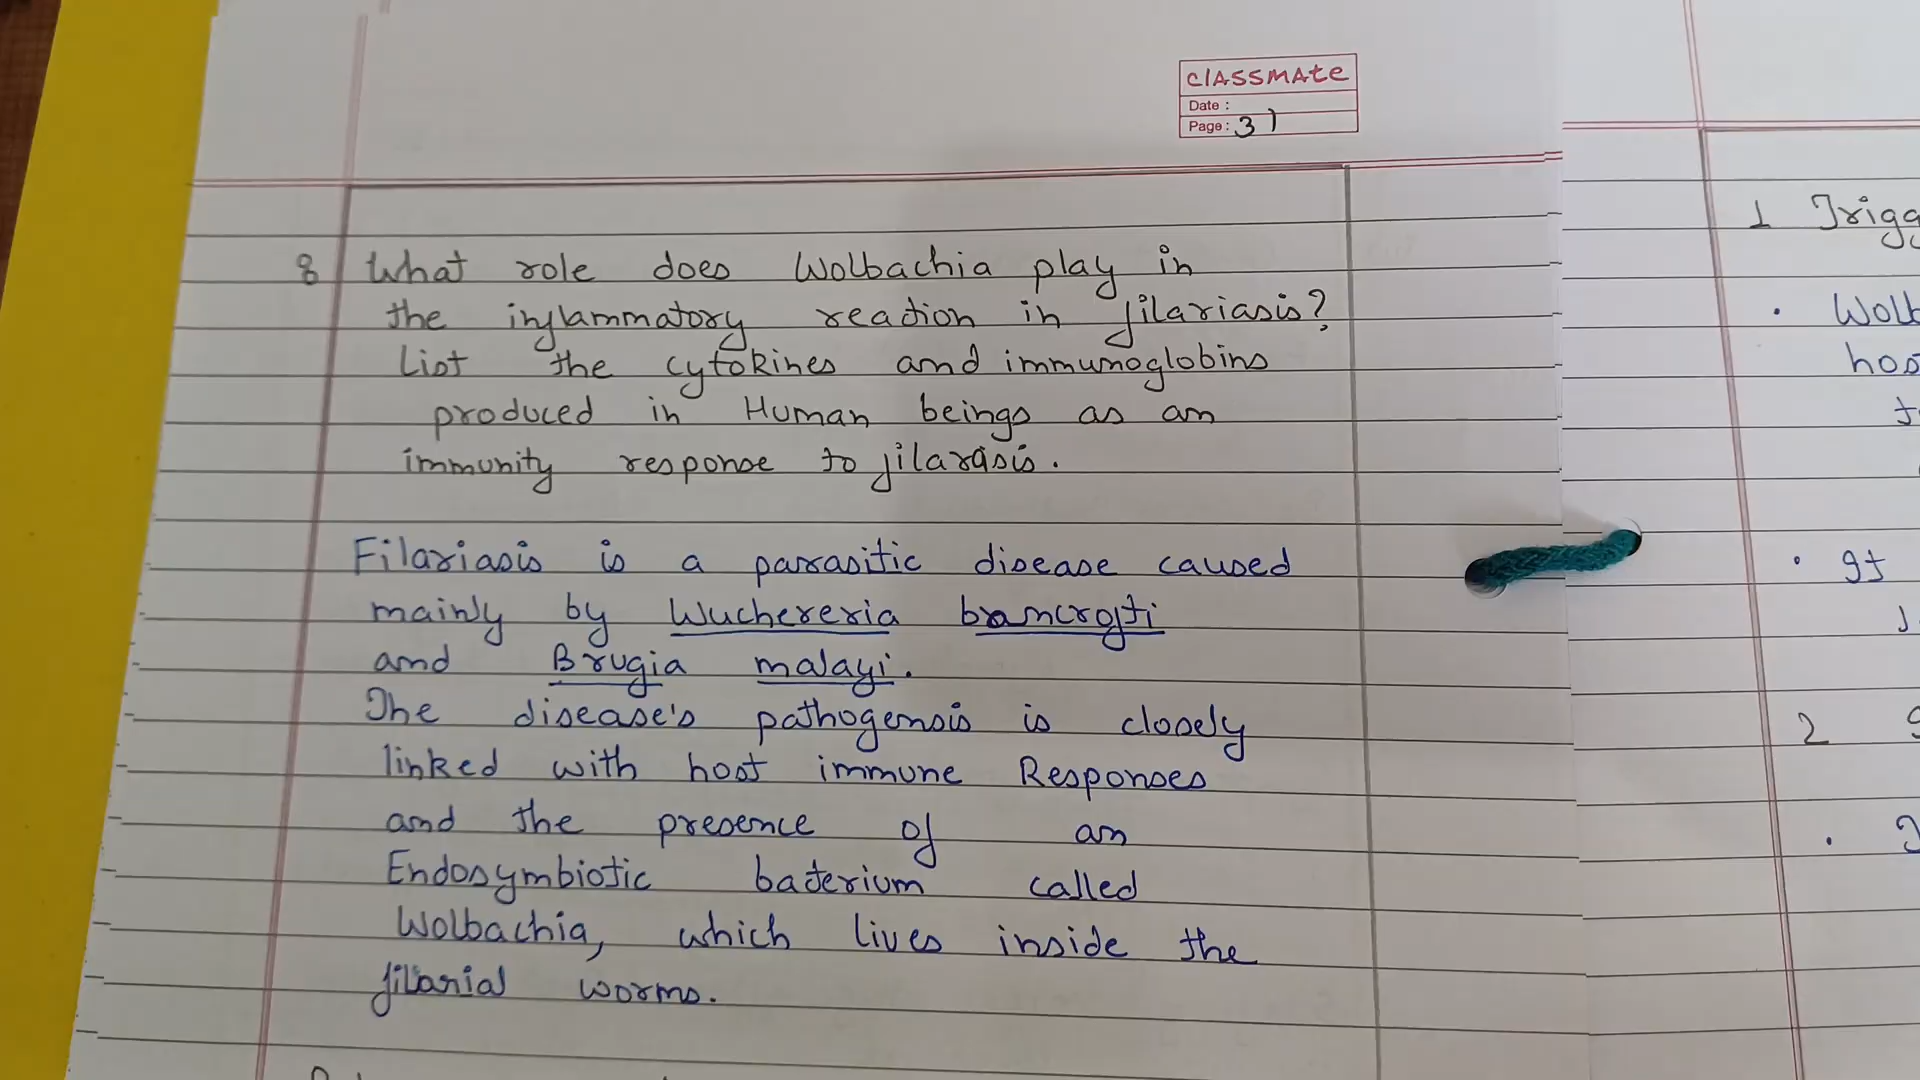 CLASSMATE
Date :
Page : 31
8 What role does Wolbachia play in
the inflammatory reaction in filariasis?
List the cytokines and immunoglobins
produced in Human beings as an
immunity response to filarasis.
Filariasis is a parasitic disease caused
mainly by Wuchereria bancrofti
and Brugia malayi.
The disease's pathogensis is closely
linked with host immune Responses
and the presence of an
Endosymbiotic bacterium called
Wolbachia, which lives inside the
filarial worms.
1 Trigg
• Wolb
hos
• It
2